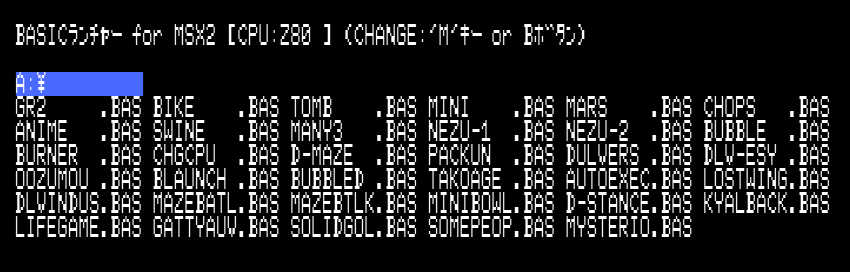 BASICランチャー for MSX2 [CPU:Z80 ] (CHANGE:「M」キー or Bボタン)
A:¥
GR2     .BAS BIKE    .BAS TOMB    .BAS MINI    .BAS MARS    .BAS CHOPS   .BAS
ANIME   .BAS SWINE   .BAS MANY3   .BAS NEZU-1  .BAS NEZU-2  .BAS BUBBLE  .BAS
BURNER  .BAS CHGCPU  .BAS D-MAZE  .BAS PACKUN  .BAS DULWERS .BAS DLV-ESY .BAS
OOZUMOU .BAS BLAUNCH .BAS BUBBLED .BAS TAKOAGE .BAS AUTOEXEC.BAS LOSTWING.BAS
DLVINDUS.BAS MAZEBATL.BAS MAZEBTLK.BAS MINIBOWL.BAS D-STANCE.BAS KYALBACK.BAS
LIFEGAME.BAS GATTYAUV.BAS SOLIDGOL.BAS SOMEPEOP.BAS MYSTERIO.BAS